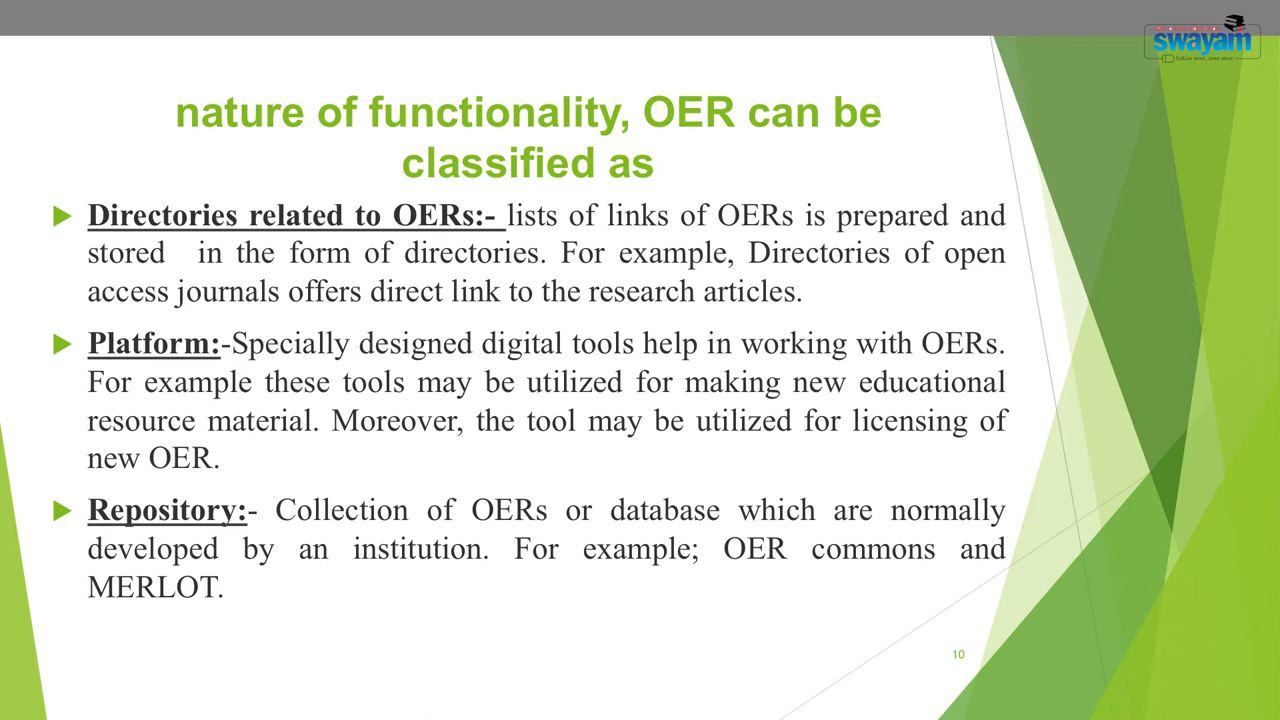 swayam
nature of functionality, OER can be
classified as
Directories related to OERs:- lists of links of OERs is prepared and
stored in the form of directories. For example, Directories of open
access journals offers direct link to the research articles.
Platform:-Specially designed digital tools help in working with OERs.
For example these tools may be utilized for making new educational
resource material. Moreover, the tool may be utilized for licensing of
new OER.
Repository:- Collection of OERs or database which are normally
developed by an institution. For example; OER commons and
MERLOT.
10